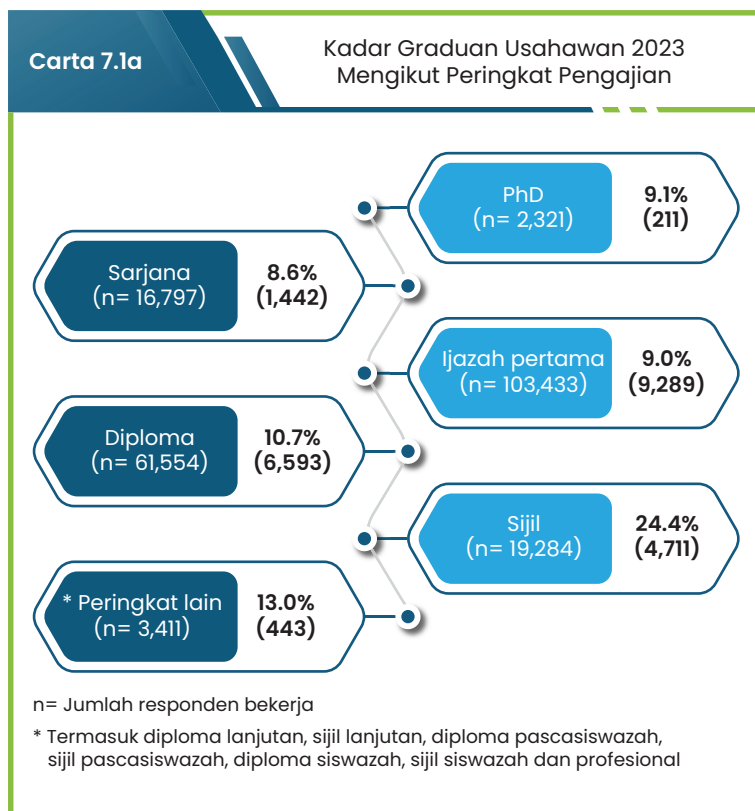 Carta 7.1a
Kadar Graduan Usahawan 2023
Mengikut Peringkat Pengajian
PhD
(n= 2,321)
9.1%
(211)
Sarjana
(n= 16,797)
8.6%
(1,442)
Ijazah pertama
(n= 103,433)
9.0%
(9,289)
Diploma
(n= 61,554)
10.7%
(6,593)
Sijil
(n= 19,284)
24.4%
(4,711)
* Peringkat lain
(n= 3,411)
13.0%
(443)
n= Jumlah responden bekerja
* Termasuk diploma lanjutan, sijil lanjutan, diploma pascasiswazah,
sijil pascasiswazah, diploma siswazah, sijil siswazah dan profesional